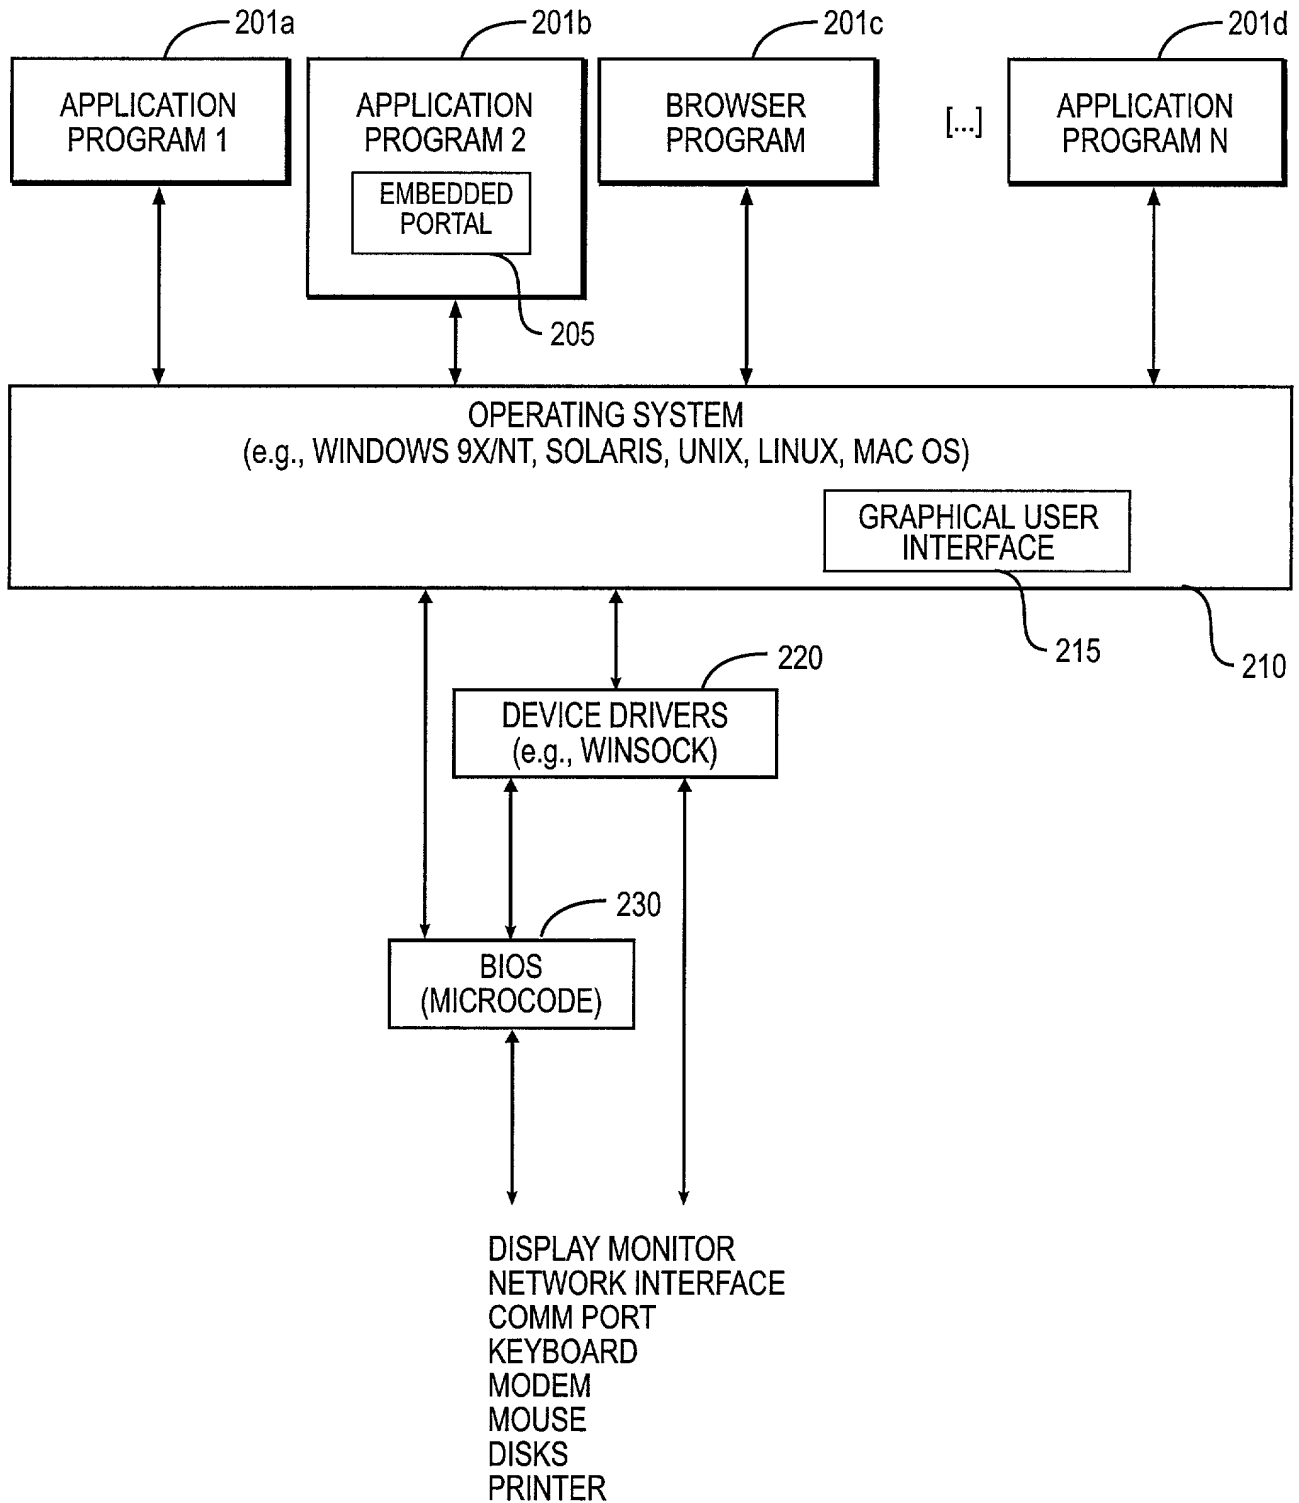 201a
201b
201c
201d
APPLICATION
PROGRAM 1
APPLICATION
PROGRAM 2
EMBEDDED
PORTAL
205
BROWSER
PROGRAM
[...]
APPLICATION
PROGRAM N
OPERATING SYSTEM
(e.g., WINDOWS 9X/NT, SOLARIS, UNIX, LINUX, MAC OS)
GRAPHICAL USER
INTERFACE
215
210
220
DEVICE DRIVERS
(e.g., WINSOCK)
230
BIOS
(MICROCODE)
DISPLAY MONITOR
NETWORK INTERFACE
COMM PORT
KEYBOARD
MODEM
MOUSE
DISKS
PRINTER